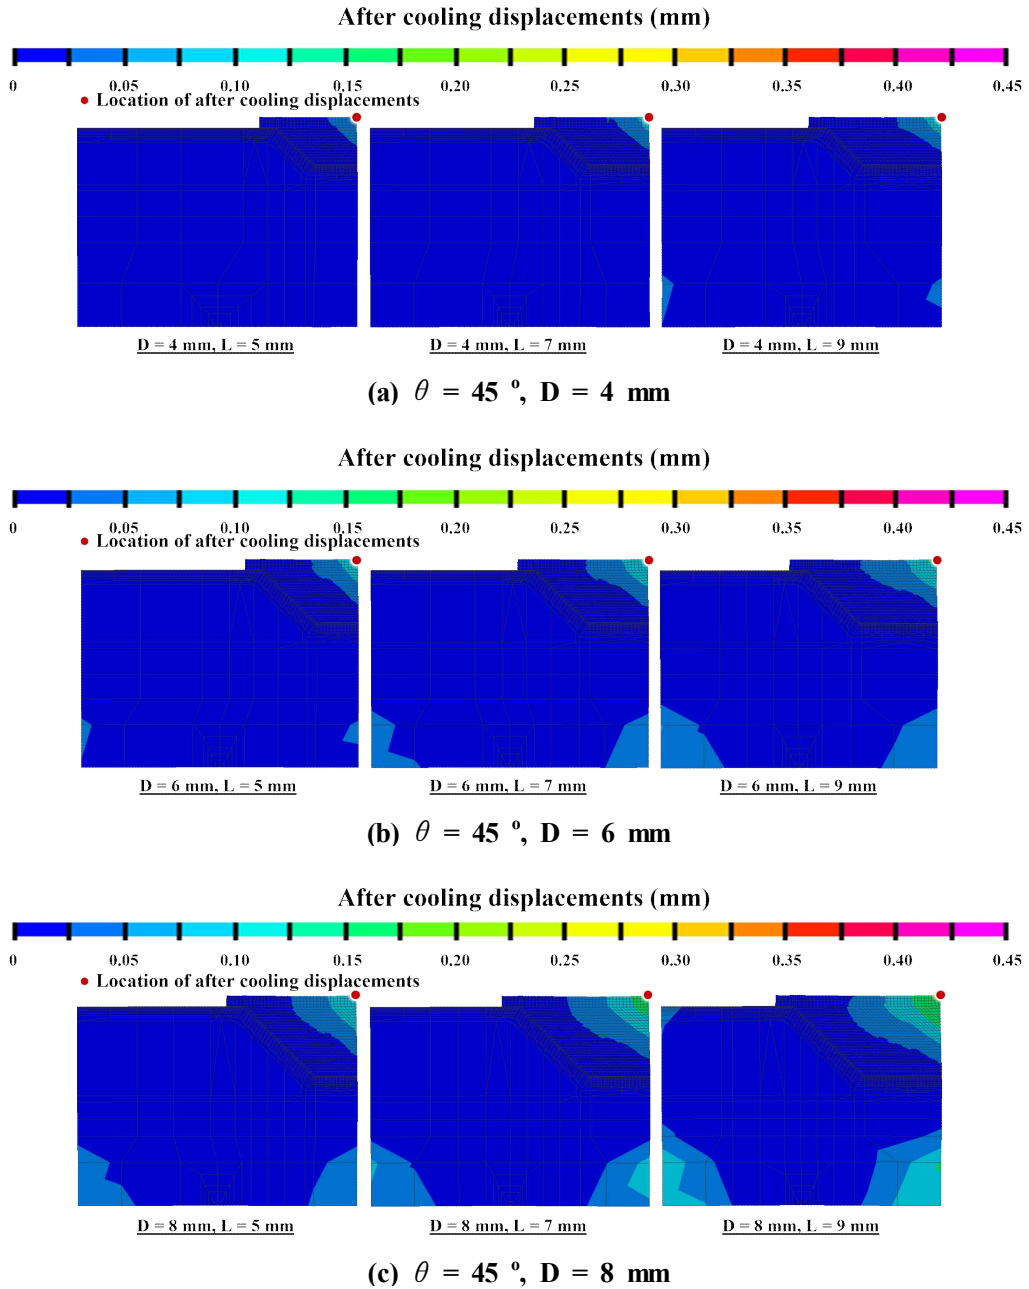 After cooling displacements (mm)
0 0.05 0.10 0.15 0.20 0.25 0.30 0.35 0.40 0.45
Location of after cooling displacements
D = 4 mm, L = 5 mm D = 4 mm, L = 7 mm D = 4 mm, L = 9 mm
(a) θ = 45 º, D = 4 mm
After cooling displacements (mm)
0 0.05 0.10 0.15 0.20 0.25 0.30 0.35 0.40 0.45
Location of after cooling displacements
D = 6 mm, L = 5 mm D = 6 mm, L = 7 mm D = 6 mm, L = 9 mm
(b) θ = 45 º, D = 6 mm
After cooling displacements (mm)
0 0.05 0.10 0.15 0.20 0.25 0.30 0.35 0.40 0.45
Location of after cooling displacements
D = 8 mm, L = 5 mm D = 8 mm, L = 7 mm D = 8 mm, L = 9 mm
(c) θ = 45 º, D = 8 mm